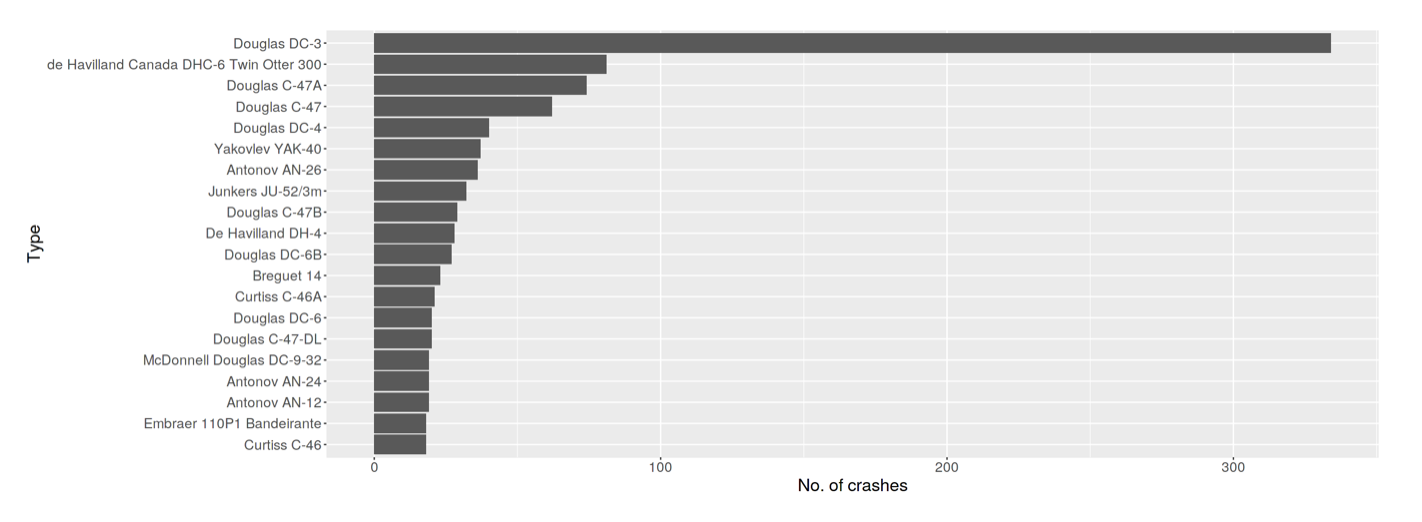 Douglas DC-3
de Havilland Canada DHC-6 Twin Otter 300
Douglas C-47A
Douglas C-47
Douglas DC-4
Yakovlev YAK-40
Antonov AN-26
Junkers JU-52/3m
Douglas C-47B
De Havilland DH-4
Douglas DC-6B
Breguet 14
Curtiss C-46A
Douglas DC-6
Douglas C-47-DL
McDonnell Douglas DC-9-32
Antonov AN-24
Antonov AN-12
Embraer 110P1 Bandeirante
Curtiss C-46
Type
0 100 200 300
No. of crashes